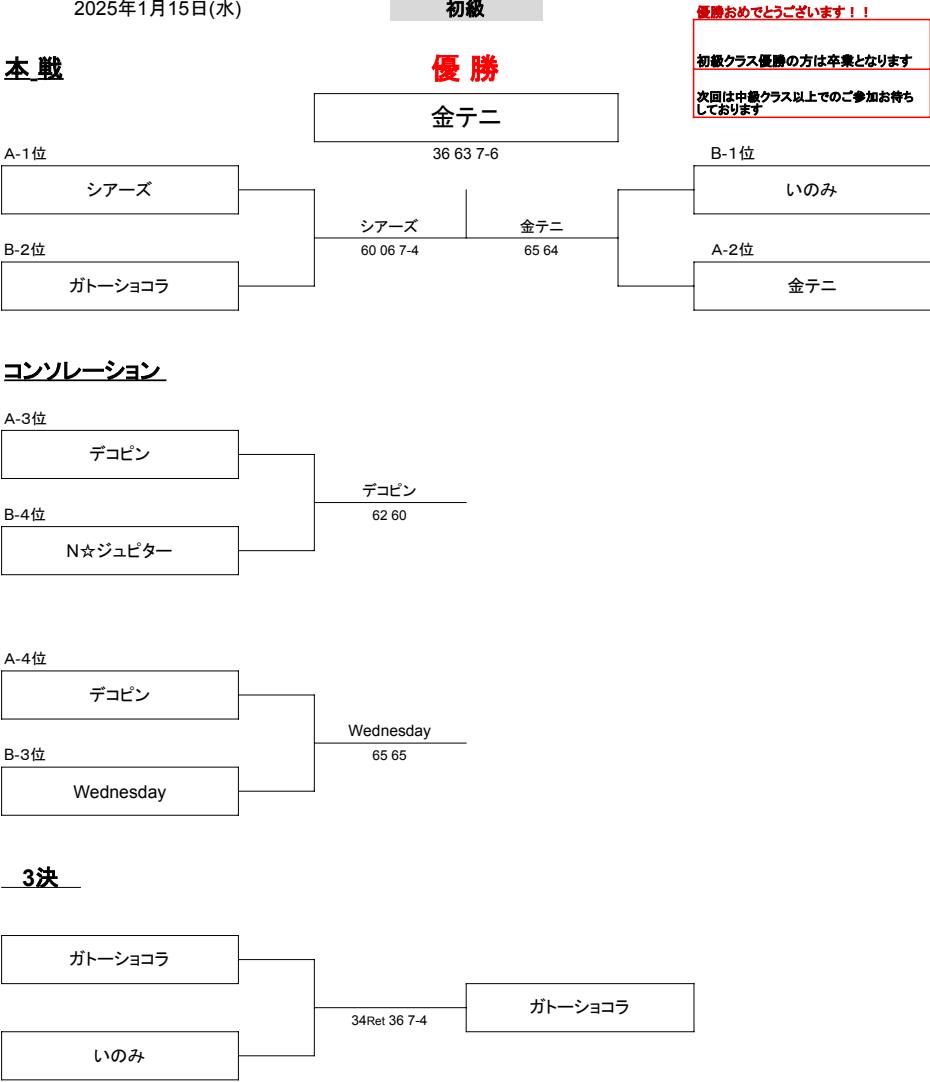 2025年1月15日(水)
初級
優勝おめでとうございます！！
初級クラス優勝の方は卒業となります
次回は中級クラス以上でのご参加お待ち
しております
本 戦
優 勝
金テニ
36 63 7-6
A-1位
シアーズ
B-1位
いのみ
シアーズ
60 06 7-4
金テニ
65 64
B-2位
ガトーショコラ
A-2位
金テニ
コンソレーション
A-3位
デコピン
デコピン
62 60
B-4位
N☆ジュピター
A-4位
デコピン
Wednesday
65 65
B-3位
Wednesday
3決
ガトーショコラ
34Ret 36 7-4
ガトーショコラ
いのみ